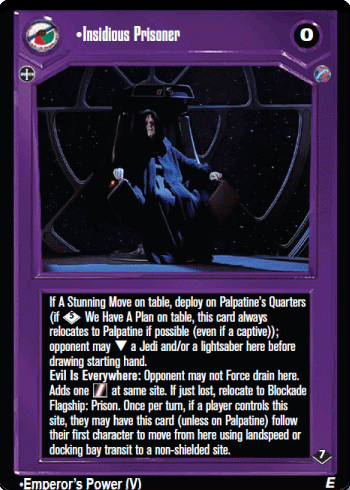 •Insidious Prisoner
0
If A Stunning Move on table, deploy on Palpatine's Quarters
(if 5 We Have A Plan on table, this card always
relocates to Palpatine if possible (even if a captive));
opponent may ▼ a Jedi and/or a lightsaber here before
drawing starting hand.
Evil Is Everywhere: Opponent may not Force drain here.
Adds one at same site. If just lost, relocate to Blockade
Flagship: Prison. Once per turn, if a player controls this
site, they may have this card (unless on Palpatine) follow
their first character to move from here using landspeed or
docking bay transit to a non-shielded site.
7
•Emperor's Power (V)
E